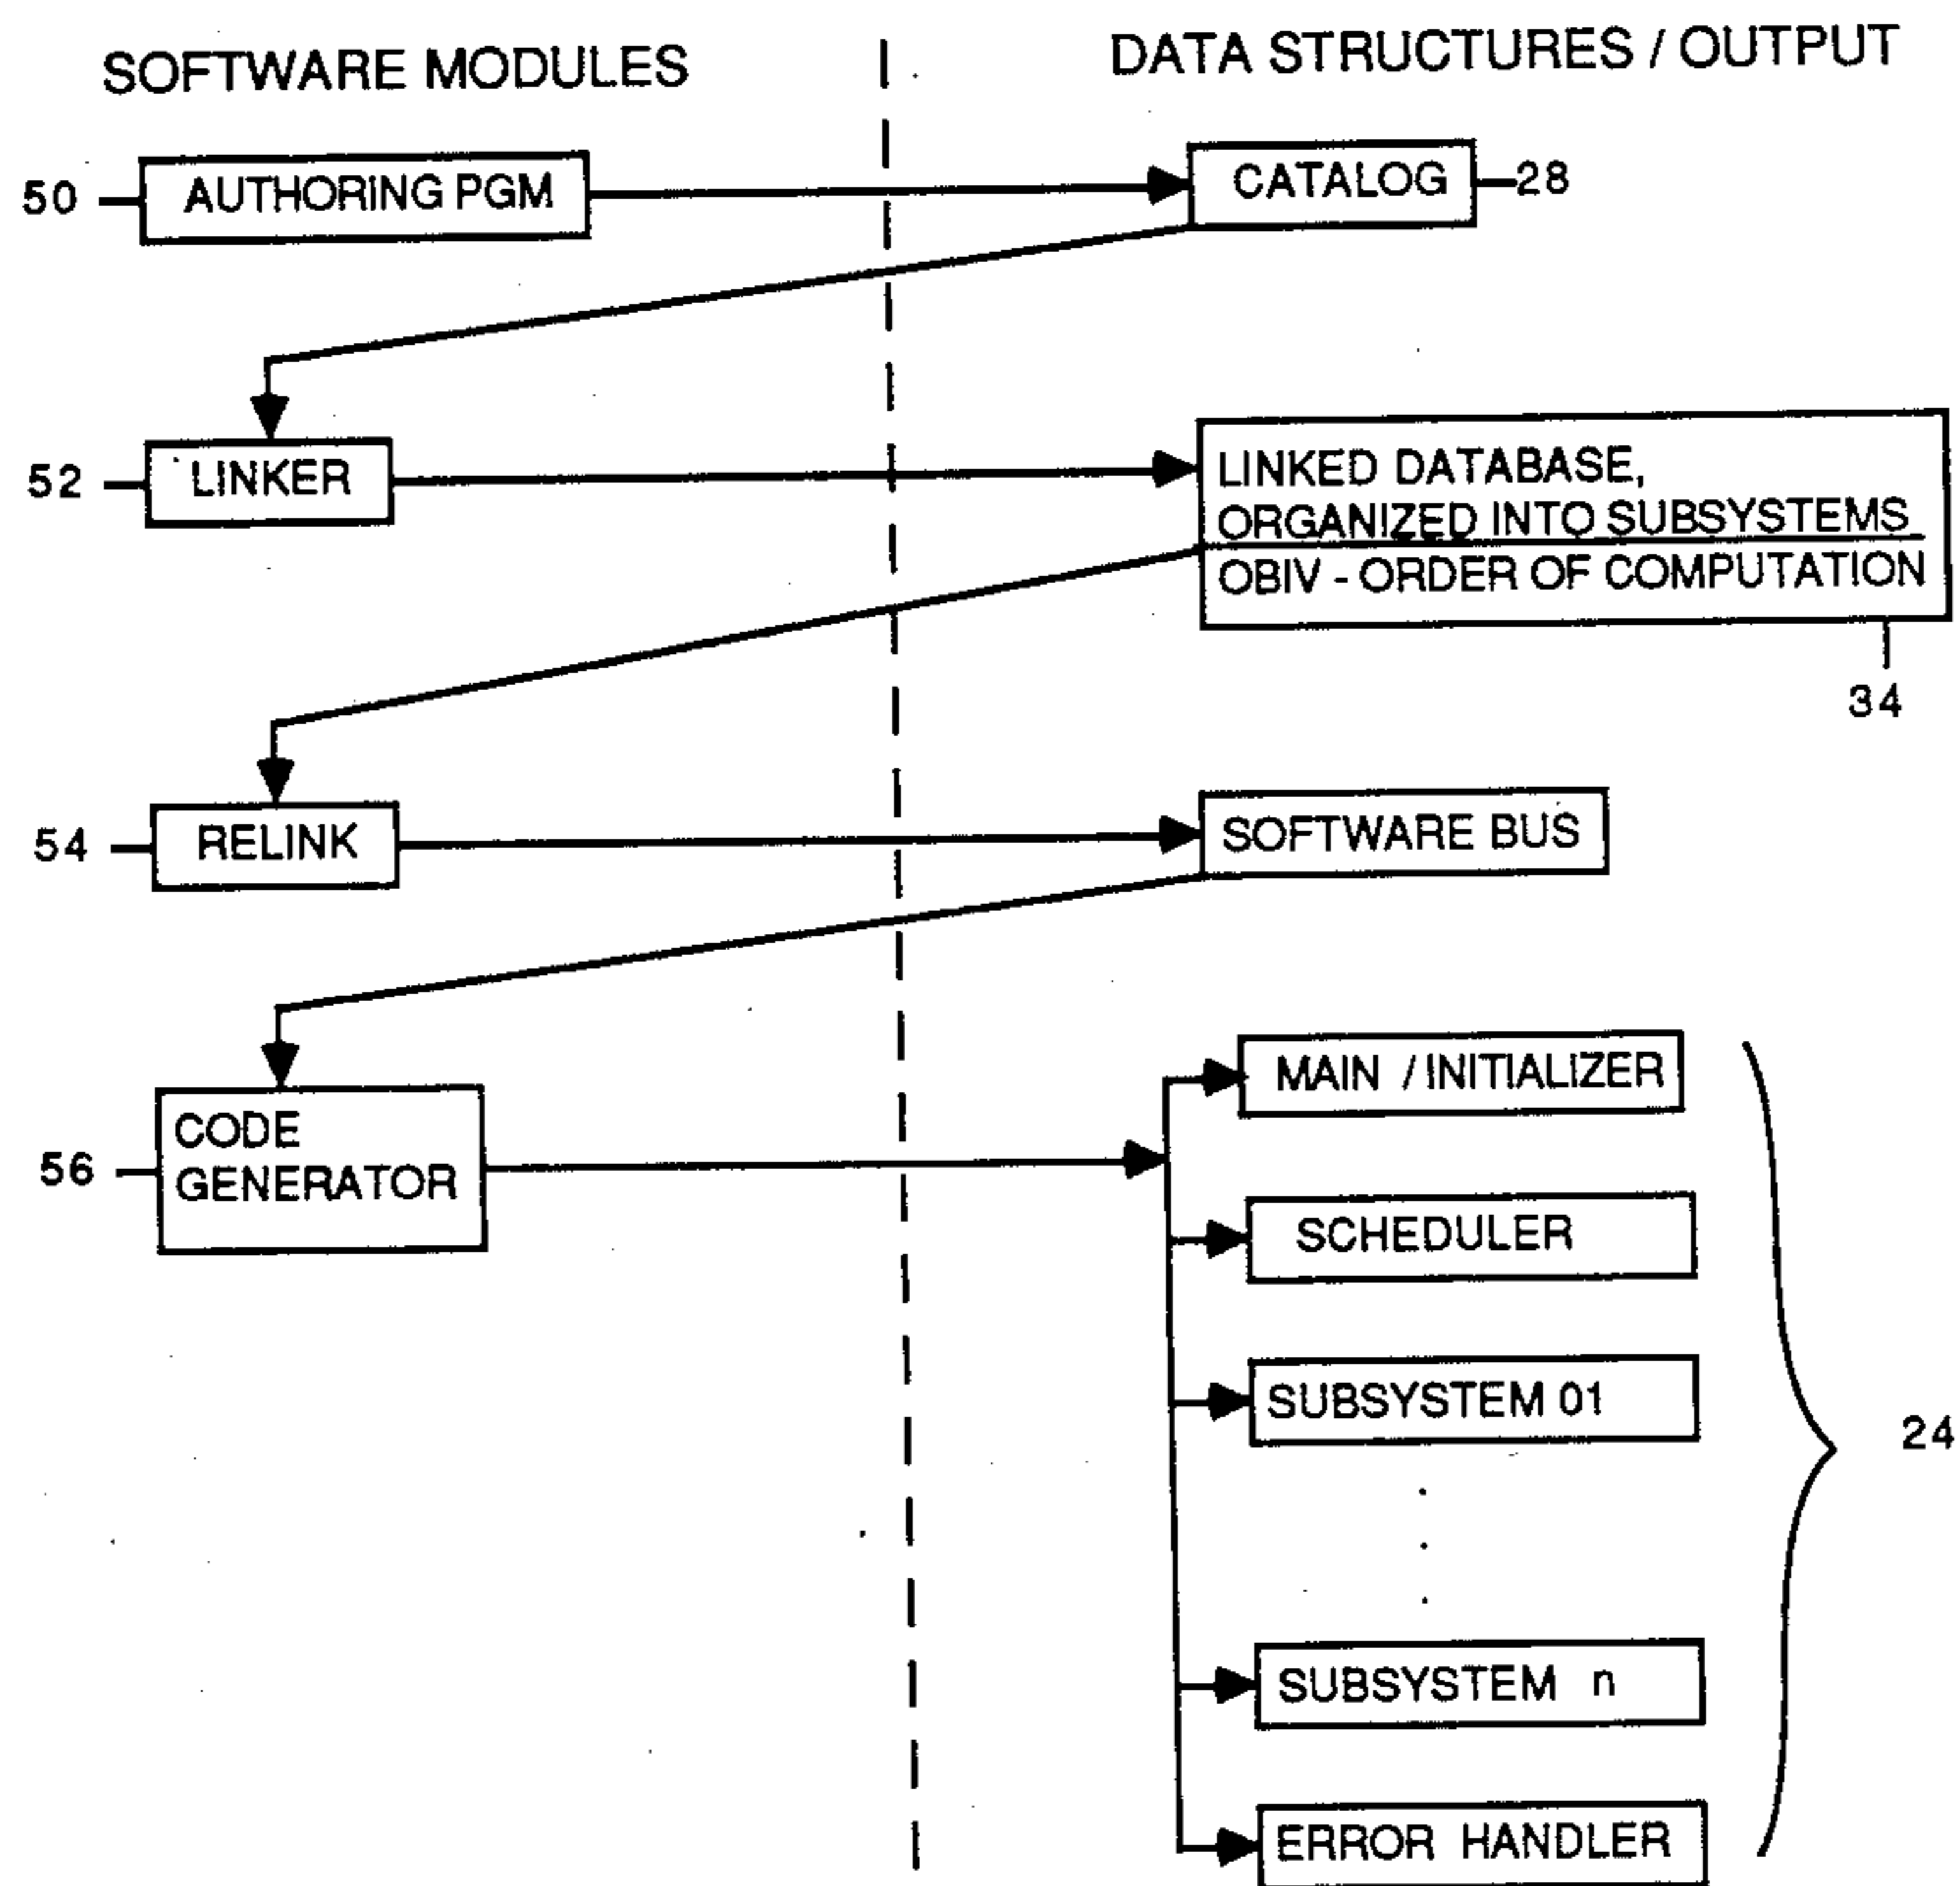 SOFTWARE MODULES
DATA STRUCTURES / OUTPUT
50
AUTHORING PGM
CATALOG
28
52
LINKER
LINKED DATABASE,
ORGANIZED INTO SUBSYSTEMS
OBIV - ORDER OF COMPUTATION
34
54
RELINK
SOFTWARE BUS
56
CODE
GENERATOR
MAIN / INITIALIZER
SCHEDULER
SUBSYSTEM 01
24
SUBSYSTEM n
ERROR HANDLER